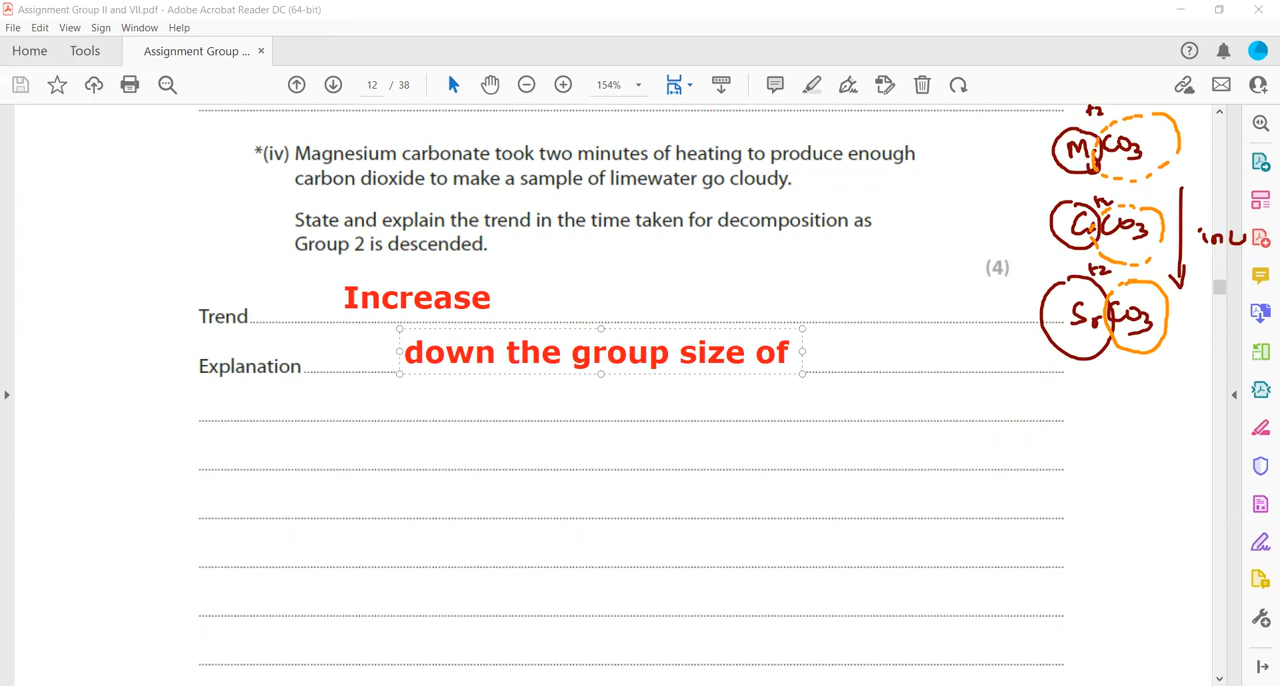 Assignment Group II and VII.pdf - Adobe Acrobat Reader DC (64-bit)
File Edit View Sign Window Help
Home Tools Assignment Group ... ×
12 / 38 154%
*(iv) Magnesium carbonate took two minutes of heating to produce enough
carbon dioxide to make a sample of limewater go cloudy.
State and explain the trend in the time taken for decomposition as
Group 2 is descended.
(4)
Trend Increase
Explanation down the group size of
+2
CO3
+2
CO3
+2
Sr CO3